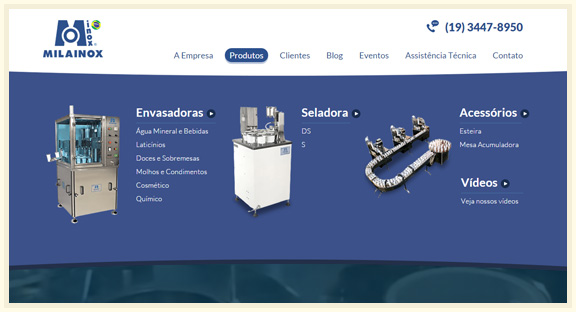 M inox
MILAINOX
(19) 3447-8950
A Empresa Produtos Clientes Blog Eventos Assistência Técnica Contato
Envasadoras
Água Mineral e Bebidas
Laticínios
Doces e Sobremesas
Molhos e Condimentos
Cosmético
Químico
Seladora
DS
S
Acessórios
Esteira
Mesa Acumuladora
Vídeos
Veja nossos vídeos